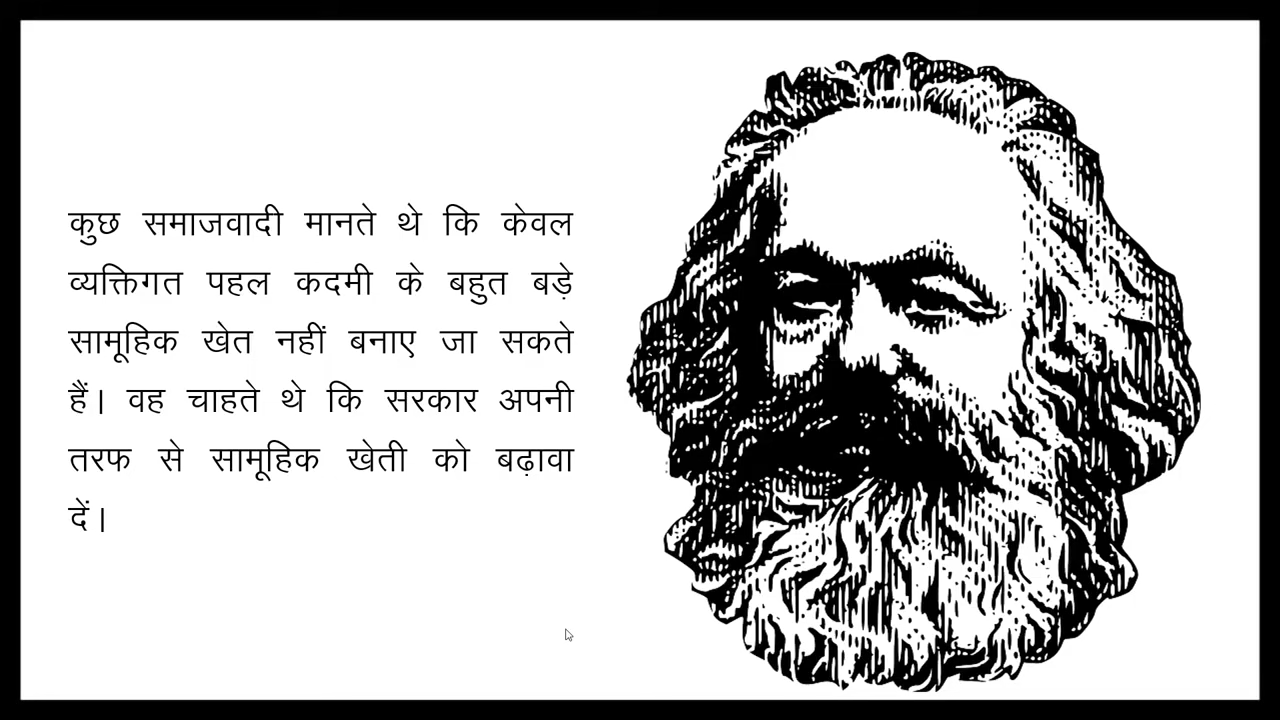 कुछ समाजवादी मानते थे कि केवल
व्यक्तिगत पहल कदमी के बहुत बड़े
सामूहिक खेत नहीं बनाए जा सकते
हैं। वह चाहते थे कि सरकार अपनी
तरफ से सामूहिक खेती को बढ़ावा
दें।